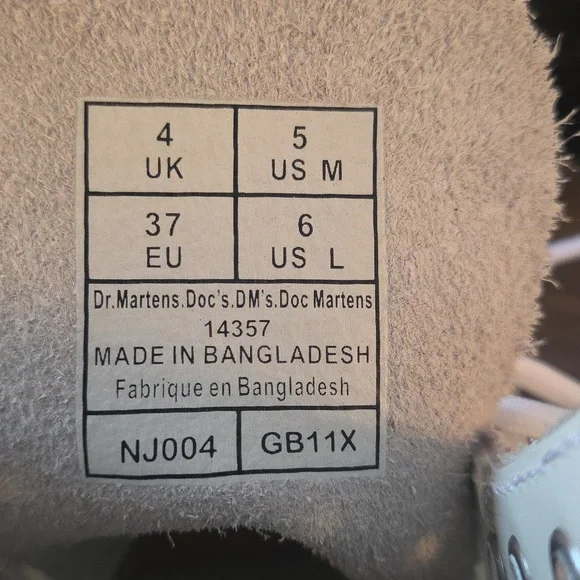 4 5
UK US M
37 6
EU US L
Dr.Martens.Doc's.DM's.Doc Martens
14357
MADE IN BANGLADESH
Fabrique en Bangladesh
NJ004 GB11X